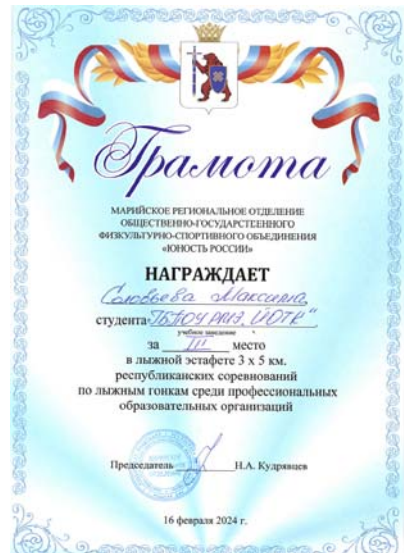 Грамота
МАРИЙСКОЕ РЕГИОНАЛЬНОЕ ОТДЕЛЕНИЕ
ОБЩЕСТВЕННО-ГОСУДАРСТВЕННОГО
ФИЗКУЛЬТУРНО-СПОРТИВНОГО ОБЪЕДИНЕНИЯ
«ЮНОСТЬ РОССИИ»
НАГРАЖДАЕТ
Соловьева Максима
студента ГБПОУ РМЭ "ЙОТК"
учебное заведение
за III место
в лыжной эстафете 3 х 5 км.
республиканских соревнований
по лыжным гонкам среди профессиональных
образовательных организаций
Председатель Н.А. Кудрявцев
16 февраля 2024 г.